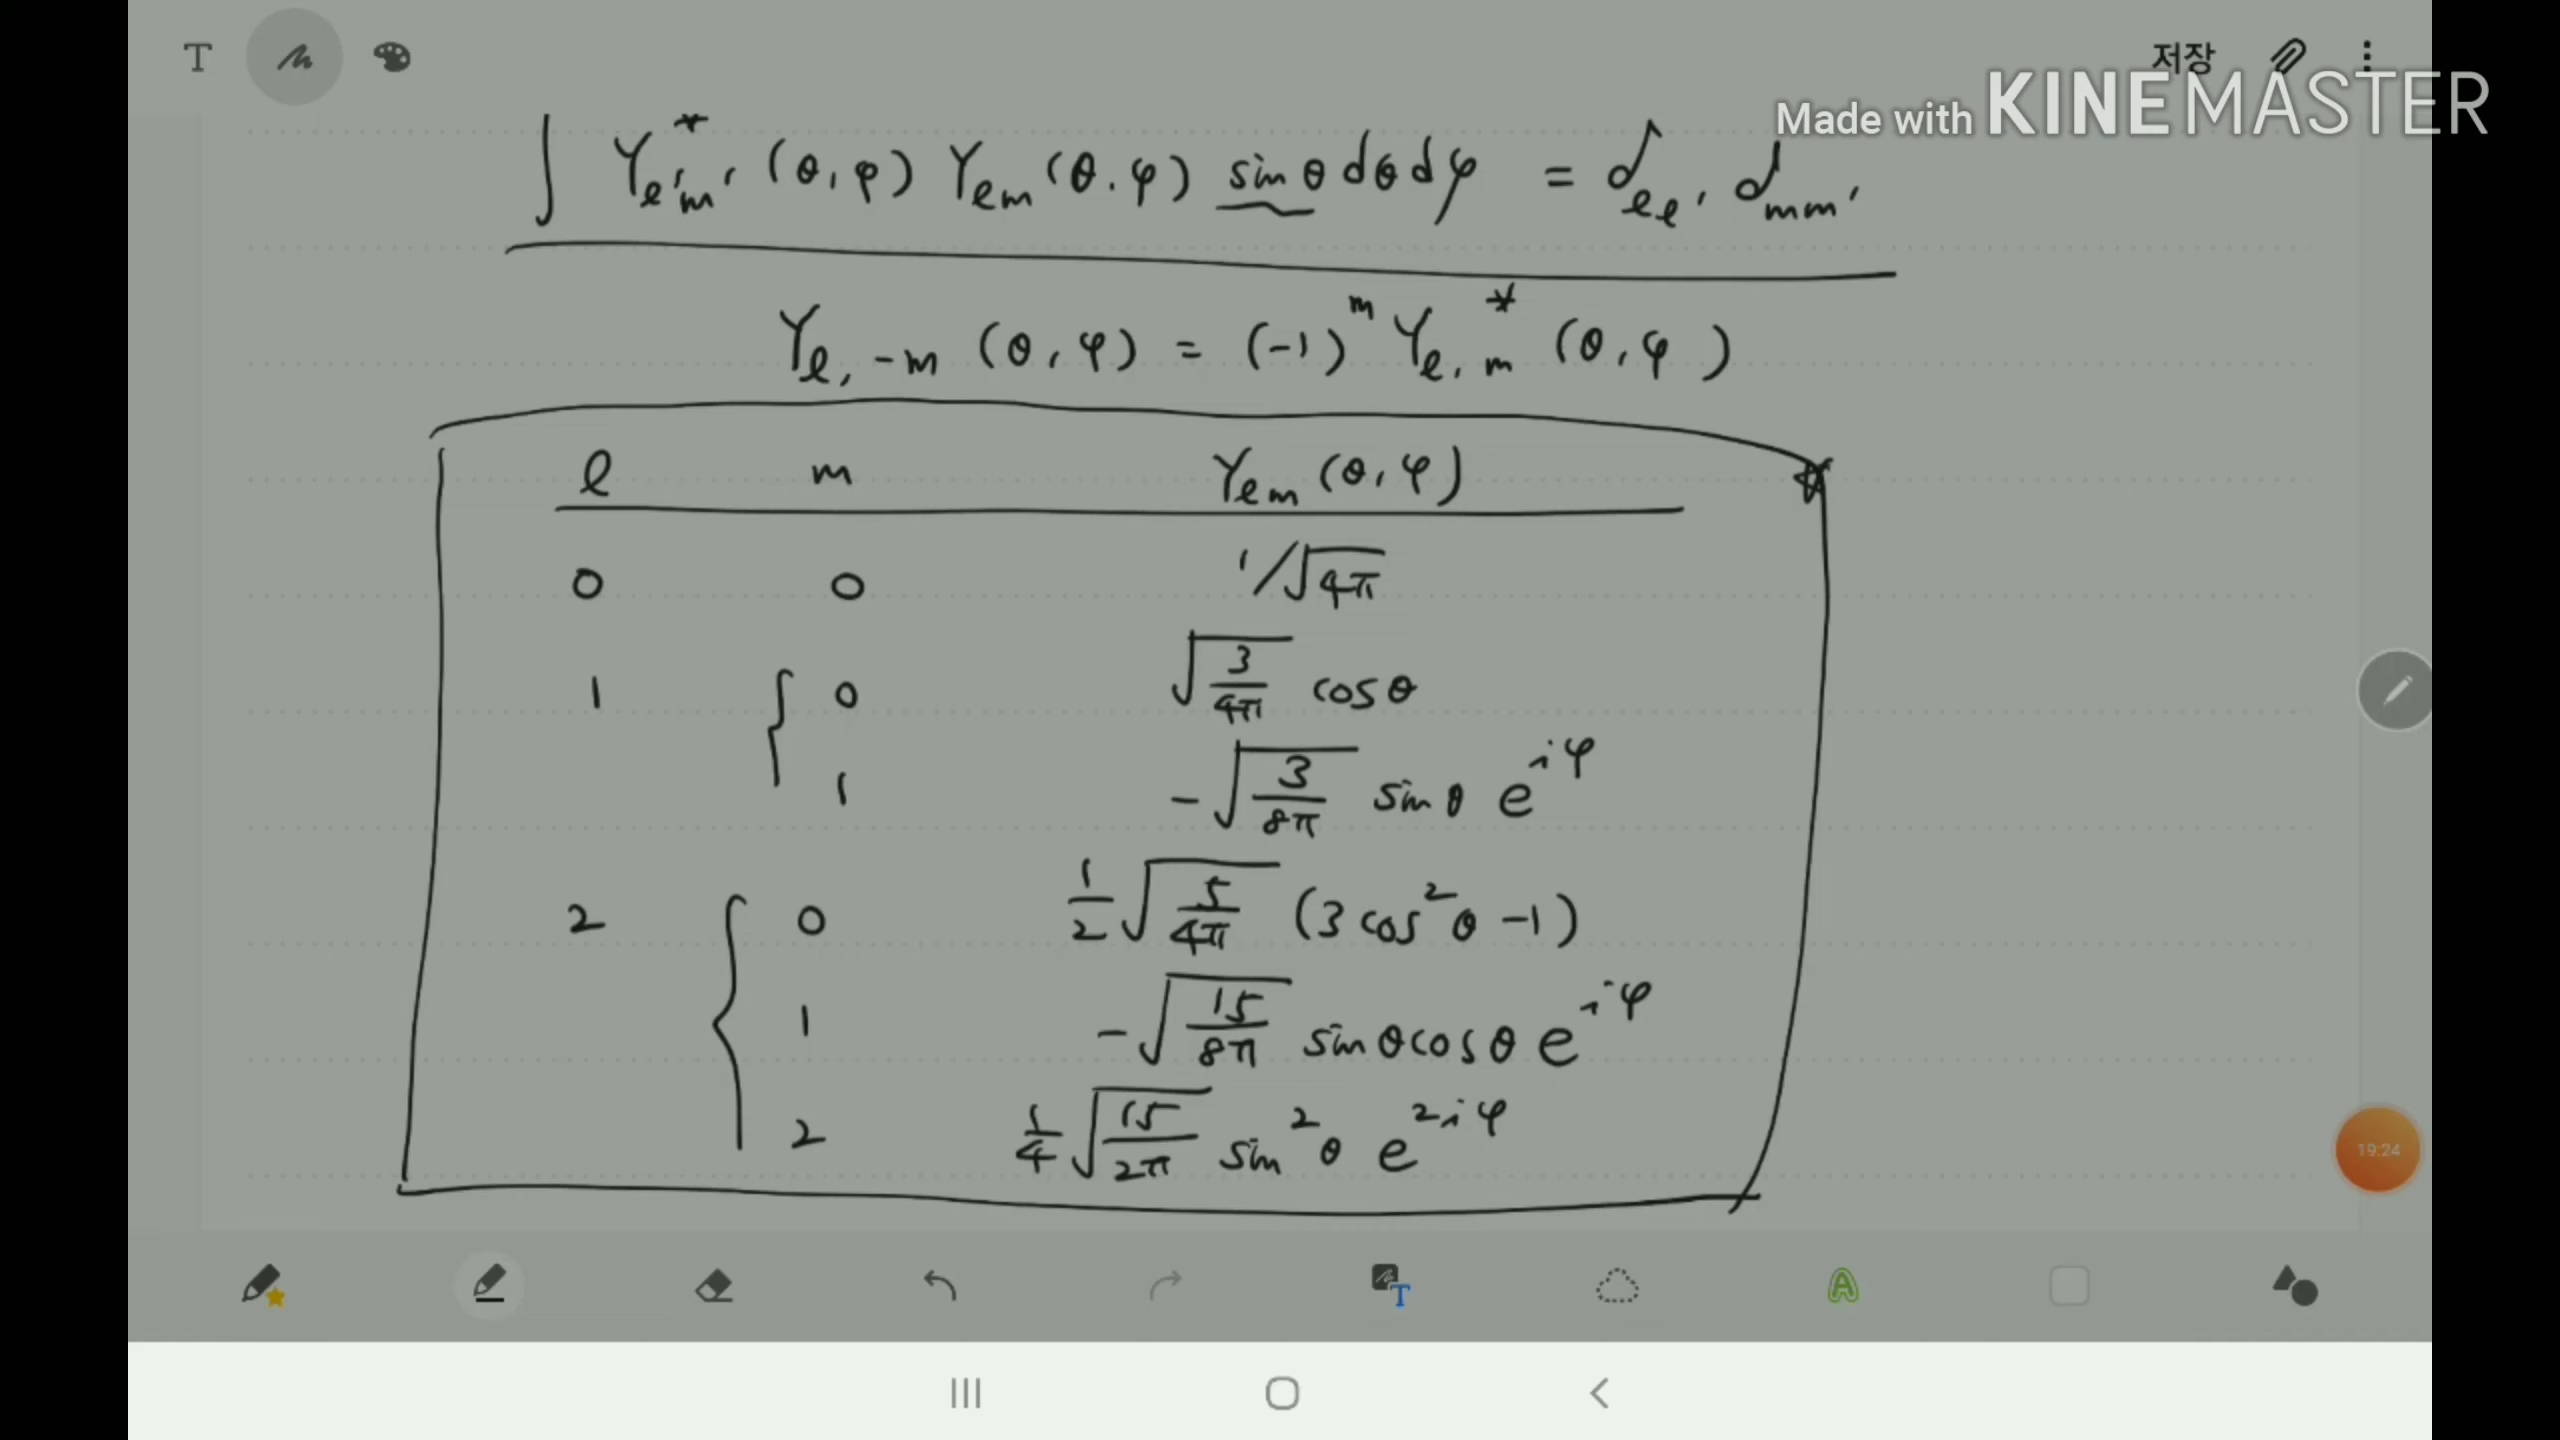 T 저장
Made with KINEMASTER
∫ Y*ℓ'm' (θ, φ) Yℓm (θ, φ) sinθ dθ dφ = δℓℓ' δmm'
Yℓ,-m (θ, φ) = (-1)^m Y*ℓ,m (θ, φ)
ℓ m Yℓm (θ, φ)
0 0 1/√4π
1 { 0 √(3/4π) cosθ
1 -√(3/8π) sinθ e^iφ
2 { 0 1/2 √(5/4π) (3cos²θ -1)
1 -√(15/8π) sinθcosθ e^iφ
2 1/4 √(15/2π) sin²θ e^2iφ
19:24
T A